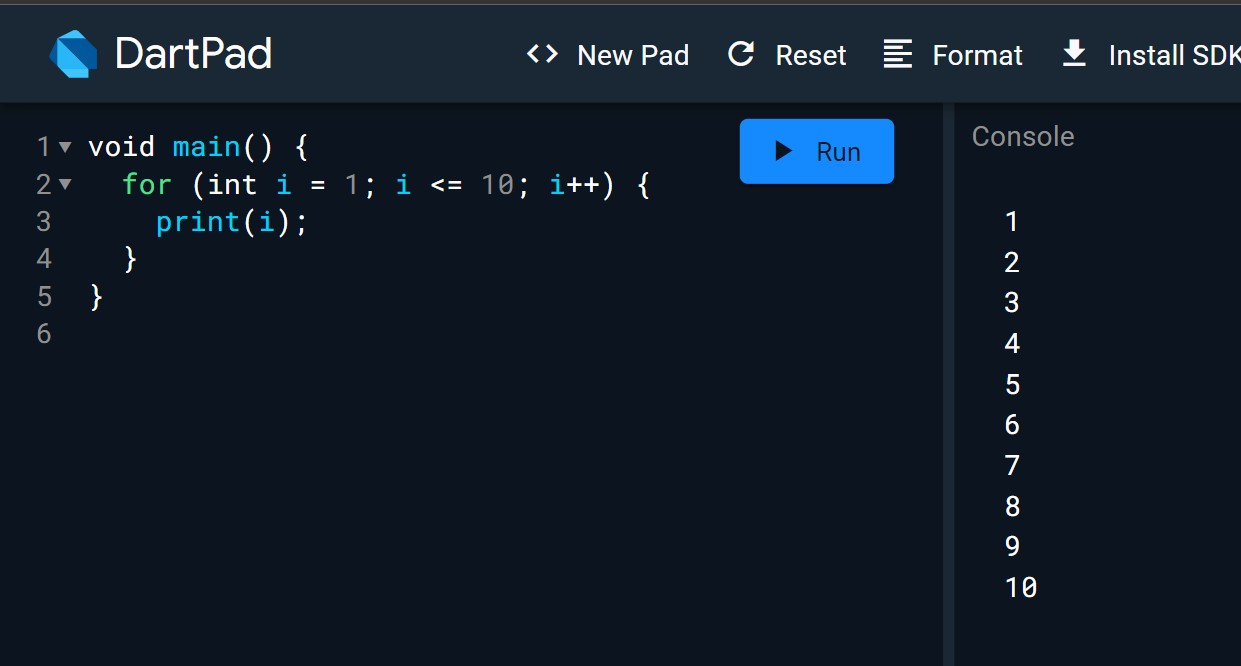 DartPad
<> New Pad Reset Format Install SDK
1 void main() {
2 for (int i = 1; i <= 10; i++) {
3 print(i);
4 }
5 }
6
Run
Console
1
2
3
4
5
6
7
8
9
10